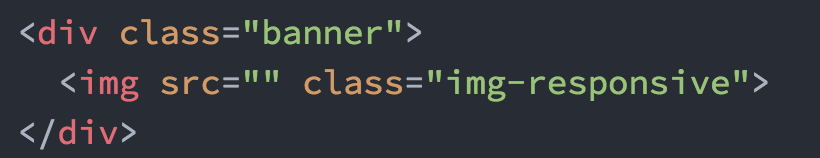 <div class="banner">
  <img src="" class="img-responsive">
</div>